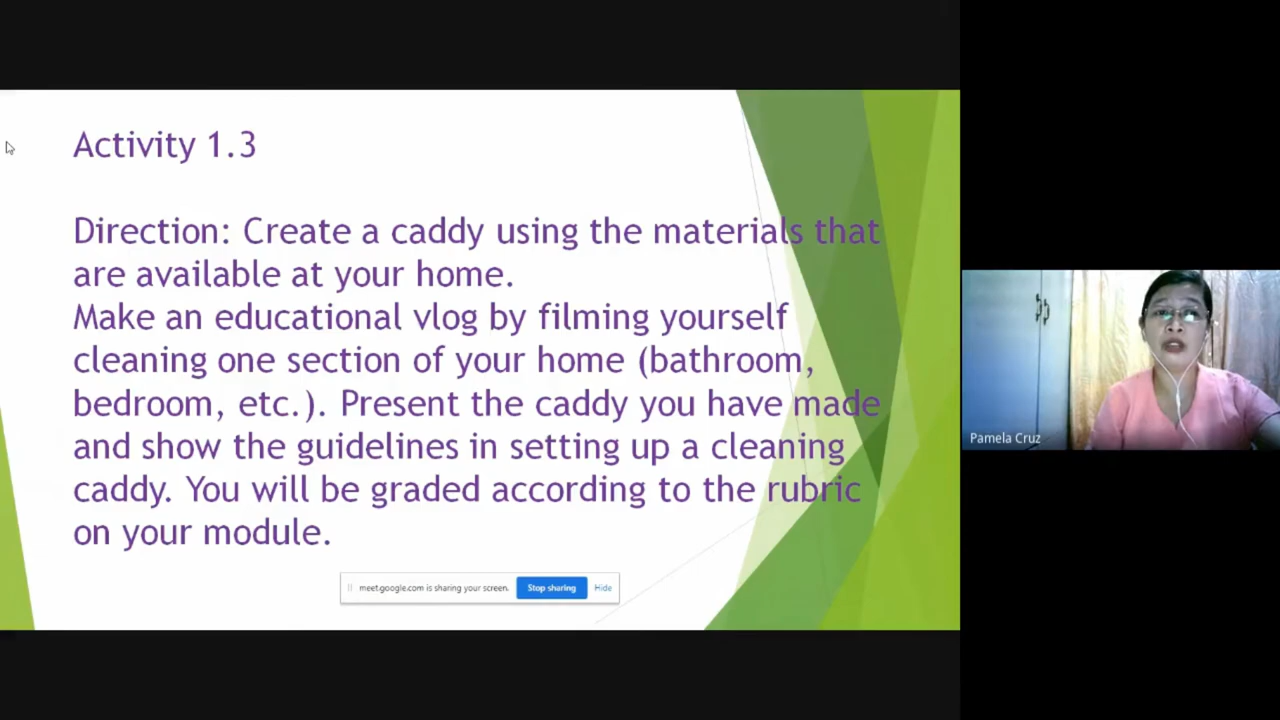 Activity 1.3
Direction: Create a caddy using the materials that
are available at your home.
Make an educational vlog by filming yourself
cleaning one section of your home (bathroom,
bedroom, etc.). Present the caddy you have made
and show the guidelines in setting up a cleaning
caddy. You will be graded according to the rubric
on your module.
meet.google.com is sharing your screen. Stop sharing Hide
Pamela Cruz